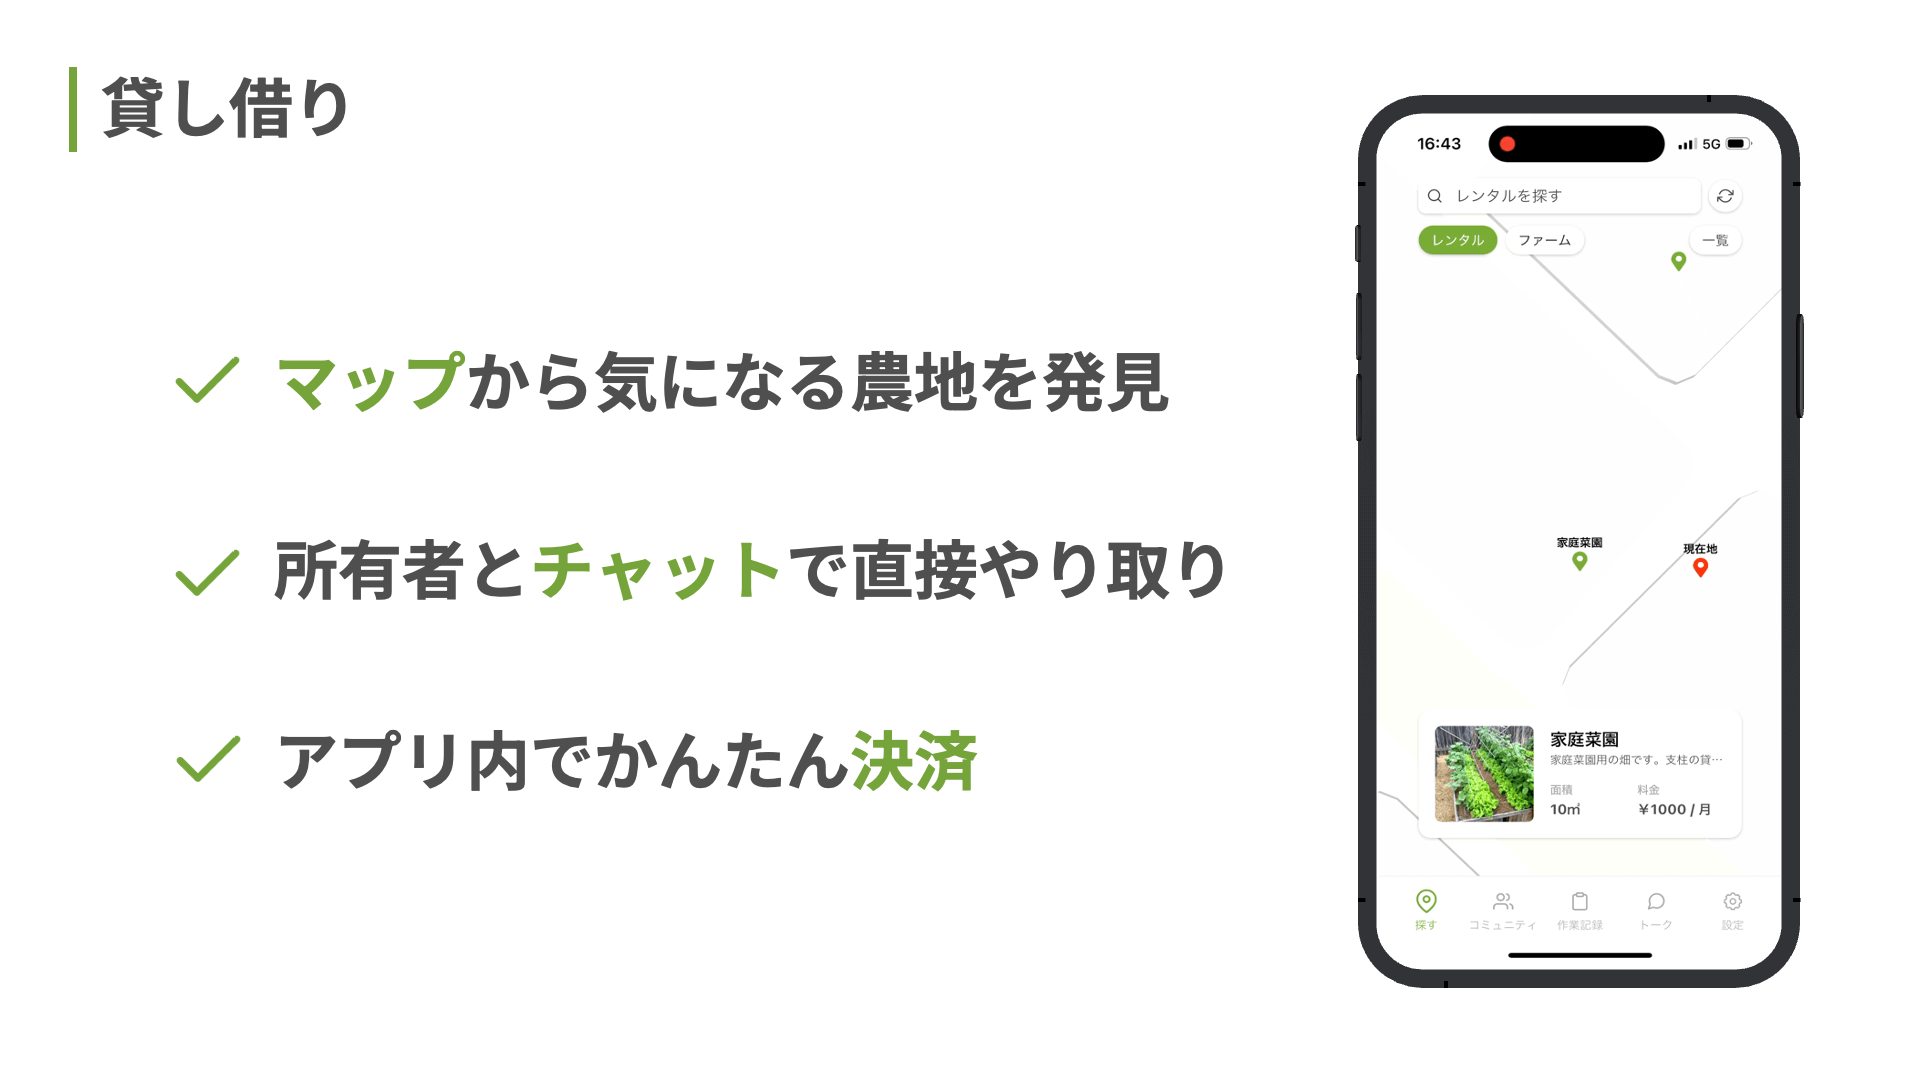 貸し借り
マップから気になる農地を発見
所有者とチャットで直接やり取り
アプリ内でかんたん決済
16:43
5G
レンタルを探す
レンタル
ファーム
一覧
家庭菜園
現在地
家庭菜園
家庭菜園用の畑です。支柱の貸…
面積
料金
10㎡
¥1000 / 月
探す
コミュニティ
作業記録
トーク
設定